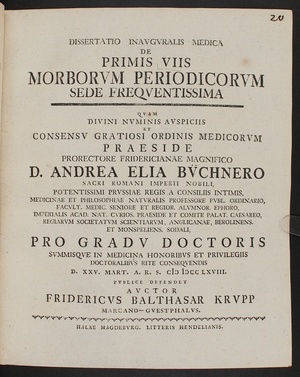 20
DISSERTATIO INAVGVRALIS MEDICA
DE
PRIMIS VIIS
MORBORVM PERIODICORVM
SEDE FREQVENTISSIMA
QVAM
DIVINI NVMINIS AVSPICIIS
ET
CONSENSV GRATIOSI ORDINIS MEDICORVM
PRAESIDE
PRORECTORE FRIDERICIANAE MAGNIFICO
D. ANDREA ELIA BÜCHNERO
SACRI ROMANI IMPERII NOBILI,
POTENTISSIMI PRVSSIAE REGIS A CONSILIIS INTIMIS,
MEDICINAE ET PHILOSOPHIAE NATVRALIS PROFESSORE PVBL. ORDINARIO,
FACVLT. MEDIC. SENIORE ET REGIOR. ALVMNOR. EPHORO,
IMPERIALIS ACAD. NAT. CVRIOS. PRAESIDE ET COMITE PALAT. CAESAREO,
REGIARVM SOCIETATVM SCIENTIARVM, ANGLICANAE, BEROLINENS.
ET MONSPELIENS. SODALI,
PRO GRADV DOCTORIS
SVMMISQVE IN MEDICINA HONORIBVS ET PRIVILEGIIS
DOCTORALIBVS RITE CONSEQVENDIS
D. XXV. MART. A. R. S. CIƆ IƆCC LXVIII.
PVBLICE DEFENDET
AVCTOR
FRIDERICVS BALTHASAR KRVPP
MARCANO-GVESTPHALVS.
HALAE MAGDEBVRG. LITTERIS HENDELIANIS.